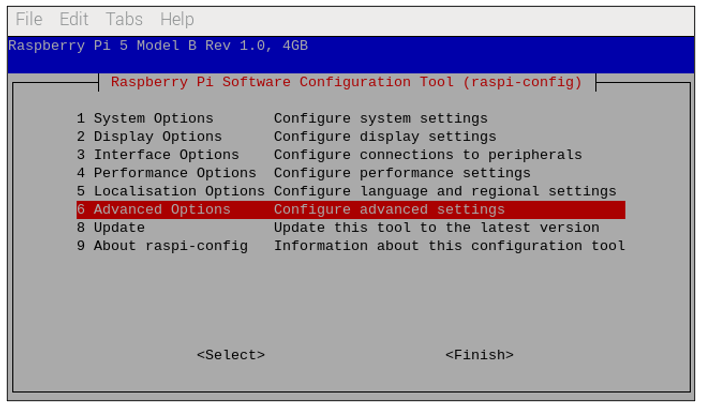 File Edit Tabs Help
Raspberry Pi 5 Model B Rev 1.0, 4GB
Raspberry Pi Software Configuration Tool (raspi-config)
1 System Options Configure system settings
2 Display Options Configure display settings
3 Interface Options Configure connections to peripherals
4 Performance Options Configure performance settings
5 Localisation Options Configure language and regional settings
6 Advanced Options Configure advanced settings
8 Update Update this tool to the latest version
9 About raspi-config Information about this configuration tool
<Select> <Finish>